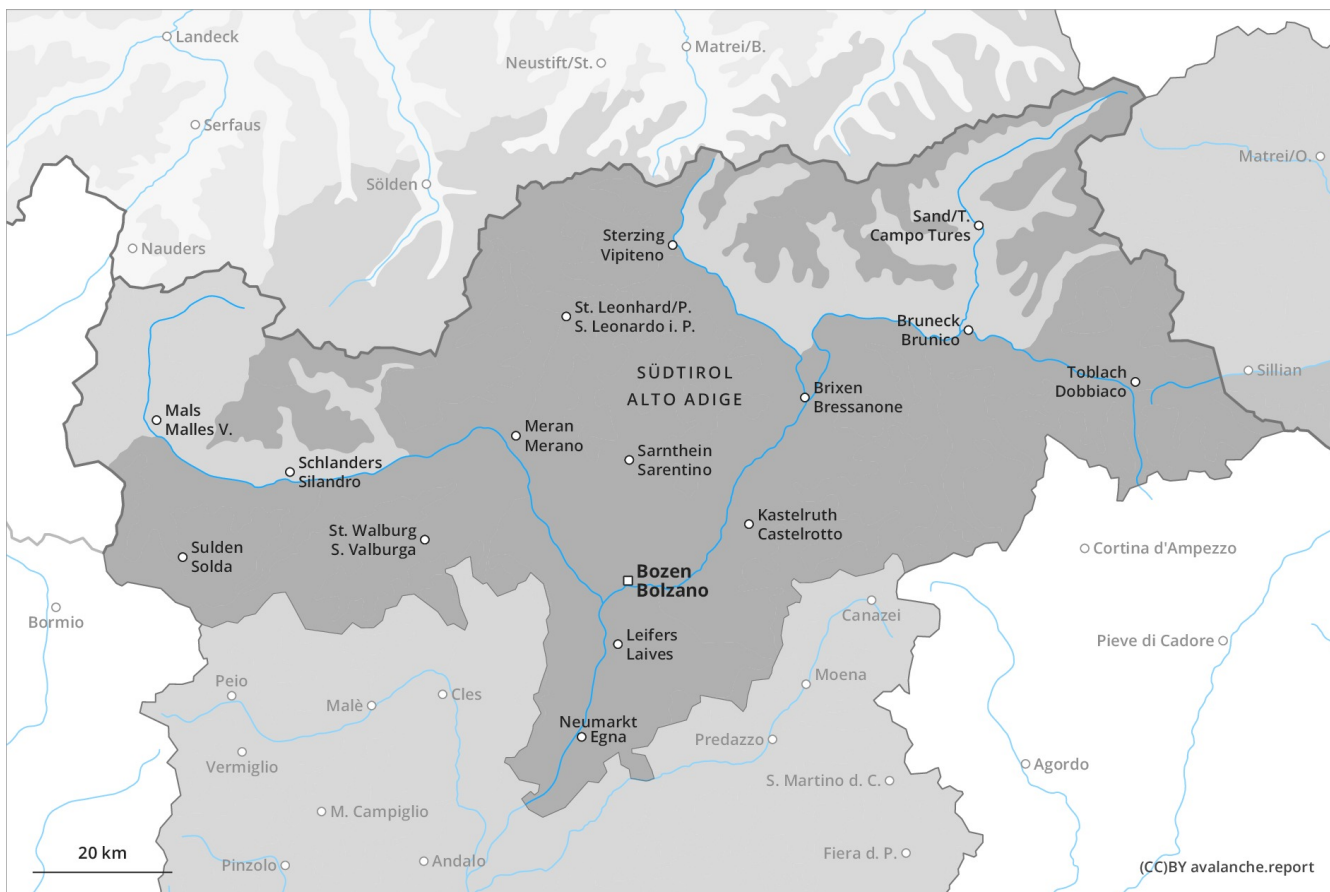 Landeck
Matrei/B.
Neustift/St.
Serfaus
Matrei/O.
Sölden
Sand/T.
Campo Tures
Sterzing
Vipiteno
Nauders
St. Leonhard/P.
S. Leonardo i. P.
Bruneck
Brunico
SÜDTIROL
ALTO ADIGE
Toblach
Dobbiaco
Sillian
Brixen
Bressanone
Mals
Malles V.
Meran
Merano
Sarnthein
Sarentino
Schlanders
Silandro
Kastelruth
Castelrotto
St. Walburg
S. Valburga
Sulden
Solda
Cortina d'Ampezzo
Bozen
Bolzano
Bormio
Canazei
Leifers
Laives
Pieve di Cadore
Peio
Moena
Malè
Cles
Neumarkt
Egna
Predazzo
Vermiglio
Agordo
S. Martino d. C.
M. Campiglio
20 km
Pinzolo
Andalo
Fiera d. P.
(CC)BY avalanche.report